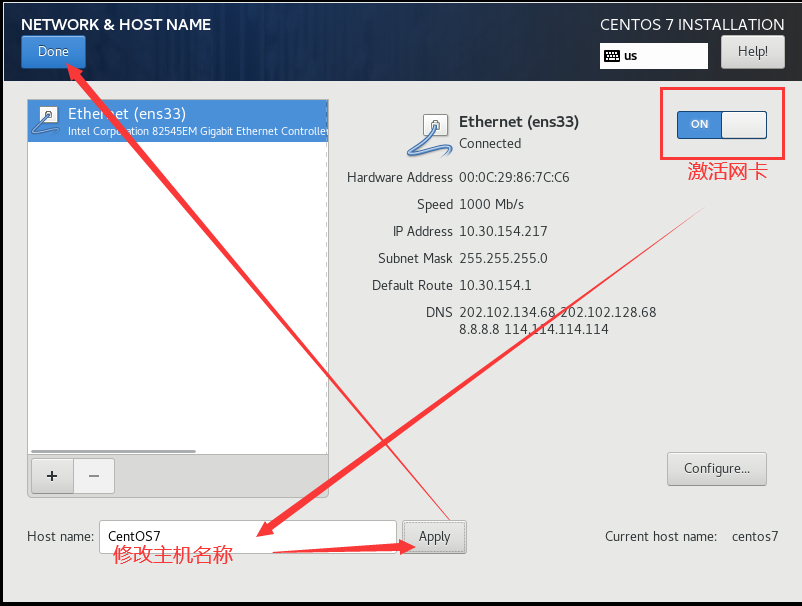 NETWORK & HOST NAME
CENTOS 7 INSTALLATION
Done
us
Help!
Ethernet (ens33)
Intel Corporation 82545EM Gigabit Ethernet Controller
Ethernet (ens33)
Connected
ON
激活网卡
Hardware Address 00:0C:29:86:7C:C6
Speed 1000 Mb/s
IP Address 10.30.154.217
Subnet Mask 255.255.255.0
Default Route 10.30.154.1
DNS 202.102.134.68 202.102.128.68
8.8.8.8 114.114.114.114
+ −
Configure...
Host name: CentOS7
Apply
Current host name: centos7
修改主机名称